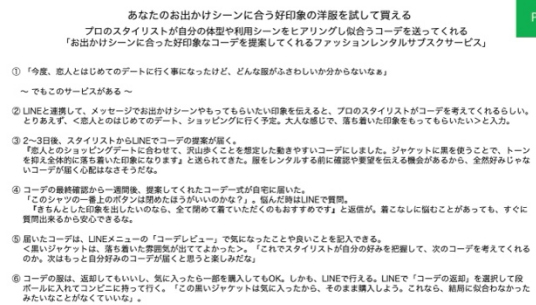 あなたのお出かけシーンに合う好印象の洋服を試して買える
プロのスタイリストが自分の体型や利用シーンをヒアリングし似合うコーデを送ってくれる
「お出かけシーンに合った好印象なコーデを提案してくれるファッションレンタルサブスクサービス」
① 「今度、恋人とはじめてのデートに行く事になったけど、どんな服がふさわしいか分からないなぁ」
～ でもこのサービスがある ～
② LINEと連携して、メッセージでお出かけシーンやもってもらいたい印象を伝えると、プロのスタイリストがコーデを考えてくれるらしい。
とりあえず、<恋人とのはじめてのデート、ショッピングに行く予定。大人な感じで、落ち着いた印象をもってもらいたい>と入力。
③ 2〜3日後、スタイリストからLINEでコーデの提案が届く。
『恋人とのショッピングデートに合わせて、沢山歩くことを想定した動きやすいコーデにしました。ジャケットに黒を使うことで、トーン
を抑え全体的に落ち着いた印象になります』と送られてきた。服をレンタルする前に確認や要望を伝える機会があるから、全然好みじゃな
いコーデが届く心配はなさそうだな。
④ コーデの最終確認から一週間後、提案してくれたコーデ一式が自宅に届いた。
「このシャツの一番上のボタンは閉めたほうがいいのかな？」。悩んだ時はLINEで質問。
『きちんとした印象を出したいのなら、全て閉めて着ていただくのもおすすめです』と返信が。着こなしに悩むことがあっても、すぐに
質問出来るから安心できるな。
⑤ 届いたコーデは、LINEメニューの「コーデレビュー」で気になったことや良いことを記入できる。
<黒いジャケットは、落ち着いた雰囲気が出ててよかった>。「これでスタイリストが自分の好みを把握して、次のコーデを考えてくれる
のか。次はもっと自分好みのコーデが届くと思うと楽しみだな」
⑥ コーデの服は、返却してもいいし、気に入ったら一部を購入してもOK。しかも、LINEで行える。LINEで「コーデの返却」を選択して段
ボールに入れてコンビニに持って行く。「この黒いジャケットは気に入ったから、そのまま購入しよう。これなら、結局に似合わなかった
みたいなことがなくていいな」。